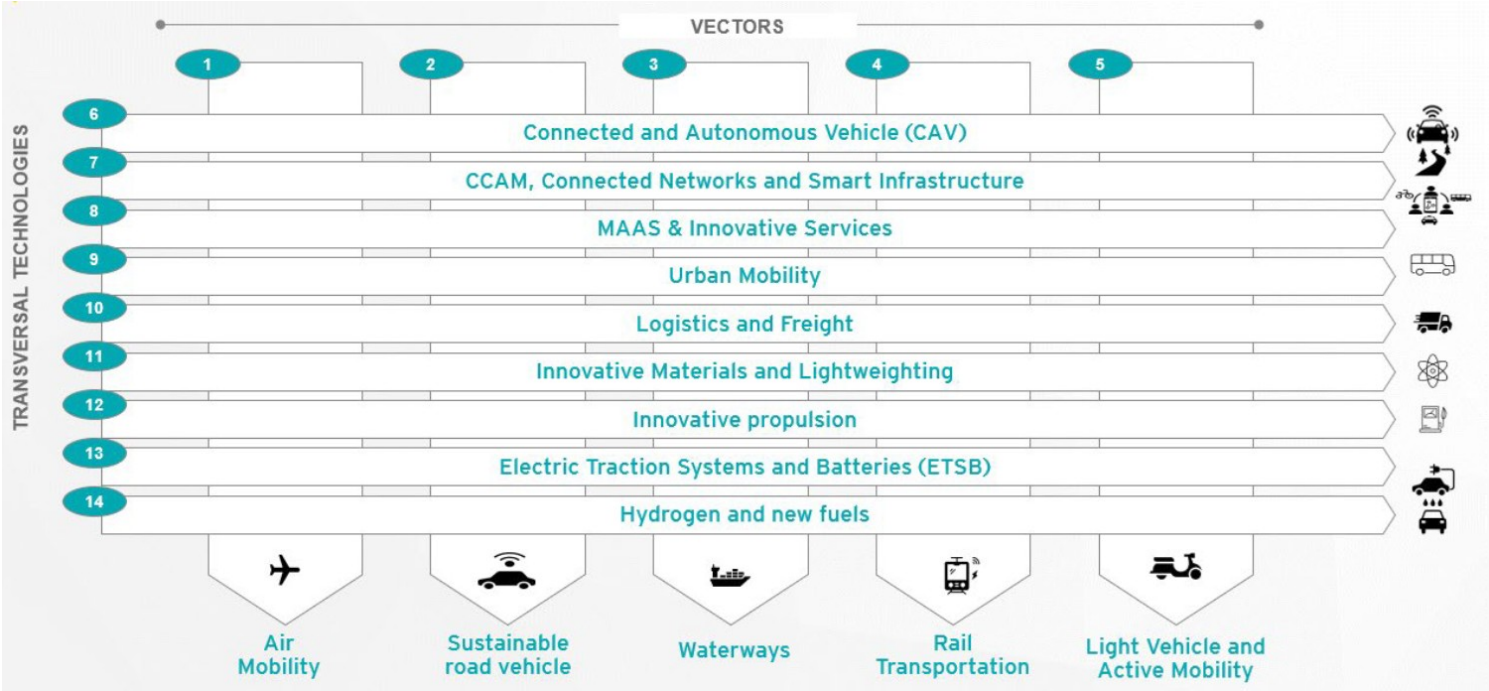 VECTORS
1
2
3
4
5
TRANSVERSAL TECHNOLOGIES
6
Connected and Autonomous Vehicle (CAV)
7
CCAM, Connected Networks and Smart Infrastructure
8
MAAS & Innovative Services
9
Urban Mobility
10
Logistics and Freight
11
Innovative Materials and Lightweighting
12
Innovative propulsion
13
Electric Traction Systems and Batteries (ETSB)
14
Hydrogen and new fuels
Air
Mobility
Sustainable
road vehicle
Waterways
Rail
Transportation
Light Vehicle and
Active Mobility